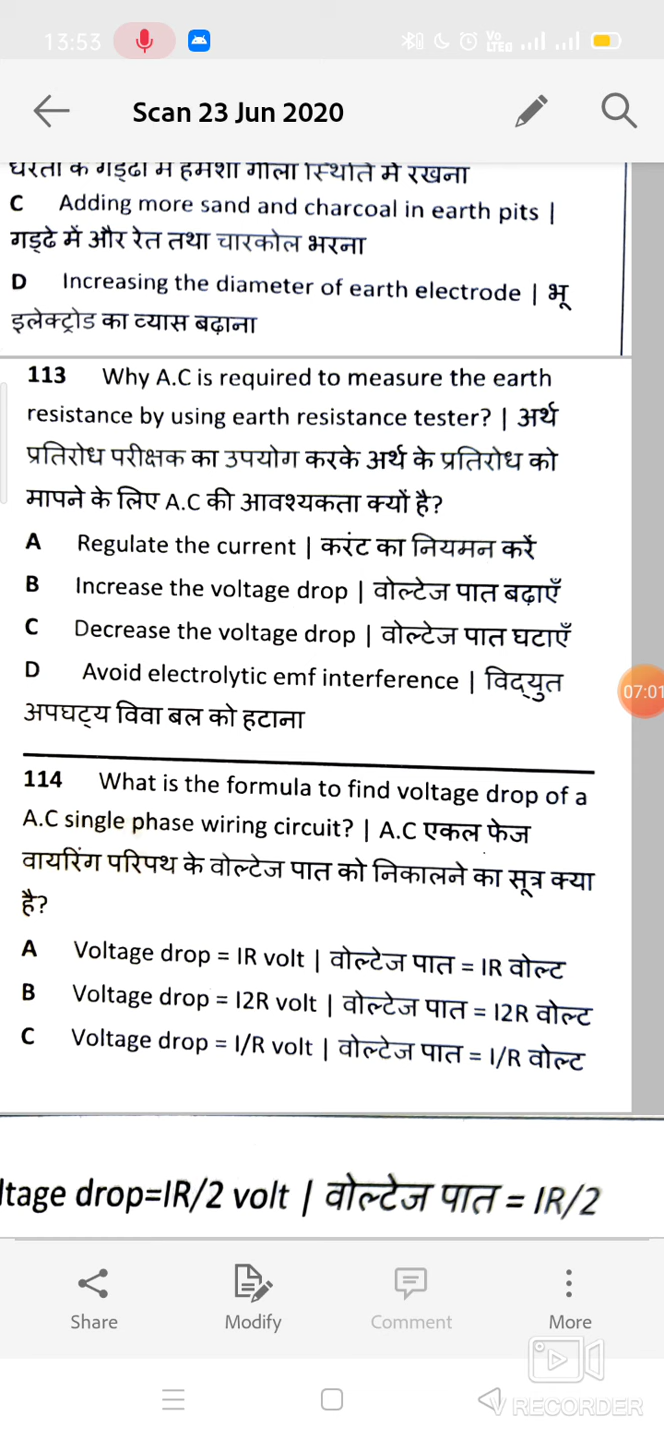 13:53
Vo
LTE
Scan 23 Jun 2020
धरती के गड्ढों में हमेशा गीली स्थिति में रखना
C Adding more sand and charcoal in earth pits |
गड्ढे में और रेत तथा चारकोल भरना
D Increasing the diameter of earth electrode | भू
इलेक्ट्रोड का व्यास बढ़ाना
113 Why A.C is required to measure the earth
resistance by using earth resistance tester? | अर्थ
प्रतिरोध परीक्षक का उपयोग करके अर्थ के प्रतिरोध को
मापने के लिए A.C की आवश्यकता क्यों है?
A Regulate the current | करंट का नियमन करें
B Increase the voltage drop | वोल्टेज पात बढ़ाएँ
C Decrease the voltage drop | वोल्टेज पात घटाएँ
D Avoid electrolytic emf interference | विद्युत
अपघट्य विवा बल को हटाना
07:01
114 What is the formula to find voltage drop of a
A.C single phase wiring circuit? | A.C एकल फेज
वायरिंग परिपथ के वोल्टेज पात को निकालने का सूत्र क्या
है?
A Voltage drop = IR volt | वोल्टेज पात = IR वोल्ट
B Voltage drop = I2R volt | वोल्टेज पात = I2R वोल्ट
C Voltage drop = I/R volt | वोल्टेज पात = I/R वोल्ट
ltage drop=IR/2 volt | वोल्टेज पात = IR/2
Share Modify Comment More
V RECORDER